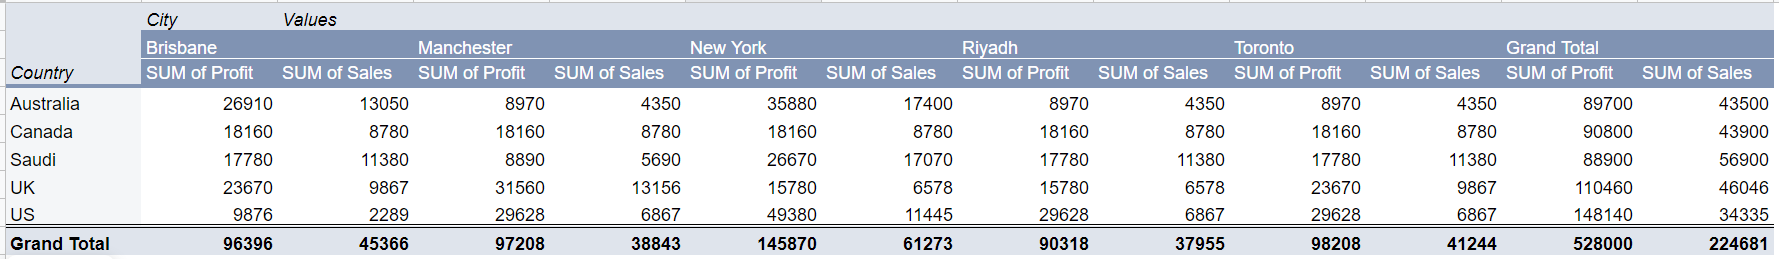 City Values
Brisbane Manchester New York Riyadh Toronto Grand Total
Country SUM of Profit SUM of Sales SUM of Profit SUM of Sales SUM of Profit SUM of Sales SUM of Profit SUM of Sales SUM of Profit SUM of Sales SUM of Profit SUM of Sales
Australia 26910 13050 8970 4350 35880 17400 8970 4350 8970 4350 89700 43500
Canada 18160 8780 18160 8780 18160 8780 18160 8780 18160 8780 90800 43900
Saudi 17780 11380 8890 5690 26670 17070 17780 11380 17780 11380 88900 56900
UK 23670 9867 31560 13156 15780 6578 15780 6578 23670 9867 110460 46046
US 9876 2289 29628 6867 49380 11445 29628 6867 29628 6867 148140 34335
Grand Total 96396 45366 97208 38843 145870 61273 90318 37955 98208 41244 528000 224681